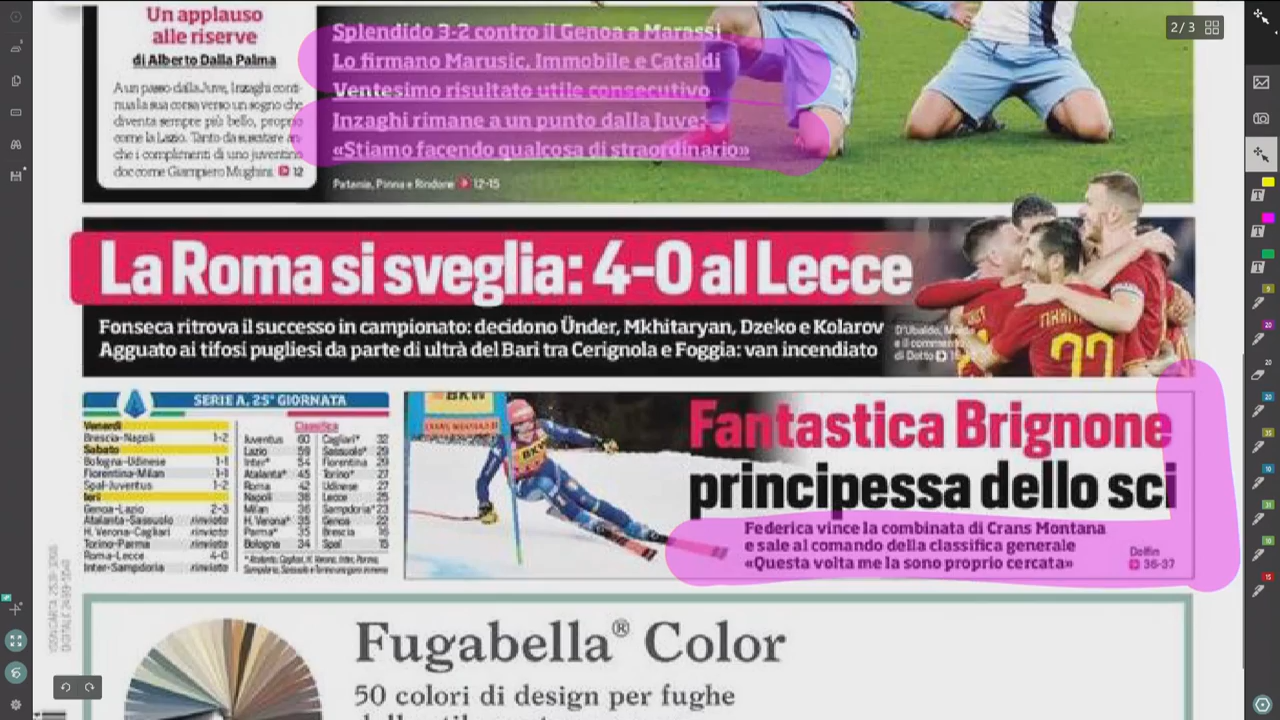 2/3
Un applauso
alle riserve
di Alberto Dalla Palma
A un passo dalla Juve, Inzaghi conti-
nua la sua corsa verso un sogno che
diventa sempre più bello, proprio
come la Lazio. Tanto da suscitare an-
che i complimenti di uno juventino
doc come Giampiero Mughini. 12
Splendido 3-2 contro il Genoa a Marassi
Lo firmano Marusic, Immobile e Cataldi
Ventesimo risultato utile consecutivo
Inzaghi rimane a un punto dalla Juve:
«Stiamo facendo qualcosa di straordinario»
Patania, Pinna e Rindone 12-15
La Roma si sveglia: 4-0 al Lecce
Fonseca ritrova il successo in campionato: decidono Ünder, Mkhitaryan, Dzeko e Kolarov
Agguato ai tifosi pugliesi da parte di ultrà del Bari tra Cerignola e Foggia: van incendiato
D'Ubaldo,
e il commento
di Dotto
77
SERIE A, 25ª GIORNATA
Venerdì
Brescia-Napoli 1-2
Sabato
Bologna-Udinese 1-1
Fiorentina-Milan 1-1
Spal-Juventus 1-2
Ieri
Genoa-Lazio 2-3
Atalanta-Sassuolo rinviata
H. Verona-Cagliari rinviata
Torino-Parma rinviata
Roma-Lecce 4-0
Inter-Sampdoria rinviata
Classifica
Juventus 60 Cagliari* 32
Lazio 59 Sassuolo* 29
Inter* 54 Fiorentina 29
Atalanta* 45 Torino* 27
Roma 42 Udinese 27
Napoli 36 Lecce 25
Milan 36 Sampdoria* 23
H. Verona* 35 Genoa 22
Parma* 35 Brescia 16
Bologna 34 Spal 15
BKW
CRANS MONTANA
Fantastica Brignone
principessa dello sci
Federica vince la combinata di Crans Montana
e sale al comando della classifica generale
«Questa volta me la sono proprio cercata»
Dolfin
36-37
Fugabella® Color
50 colori di design per fughe